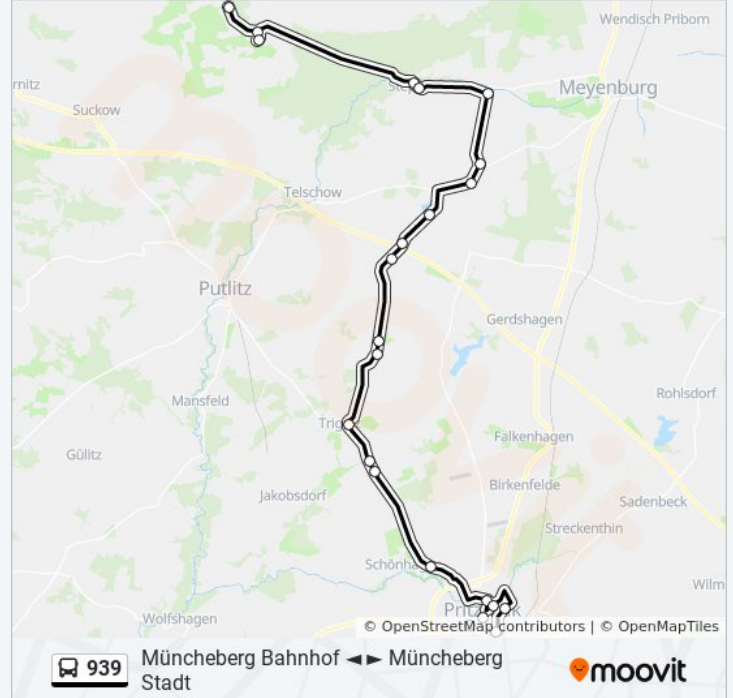 Wendisch Priborn
Meyenburg
Suckow
Telschow
Putlitz
Gerdshagen
Mansfeld
Rohlsdorf
Falkenhagen
Gülitz
Birkenfelde
Jakobsdorf
Sadenbeck
Streckenthin
Wolfshagen
© OpenStreetMap contributors | © OpenMapTiles
939 Müncheberg Bahnhof ◄► Müncheberg
Stadt
moovit